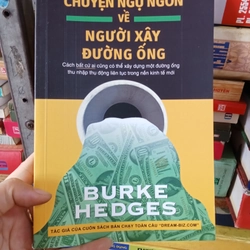 CHUYỆN NGỤ NGÔN
VỀ
NGƯỜI XÂY
ĐƯỜNG ỐNG
Cách bất cứ ai cũng có thể xây dựng một đường ống
thu nhập thụ động liên tục trong nền kinh tế mới
BURKE
HEDGES
TÁC GIẢ CỦA CUỐN SÁCH BÁN CHẠY TOÀN CẦU "DREAM-BIZ.COM"